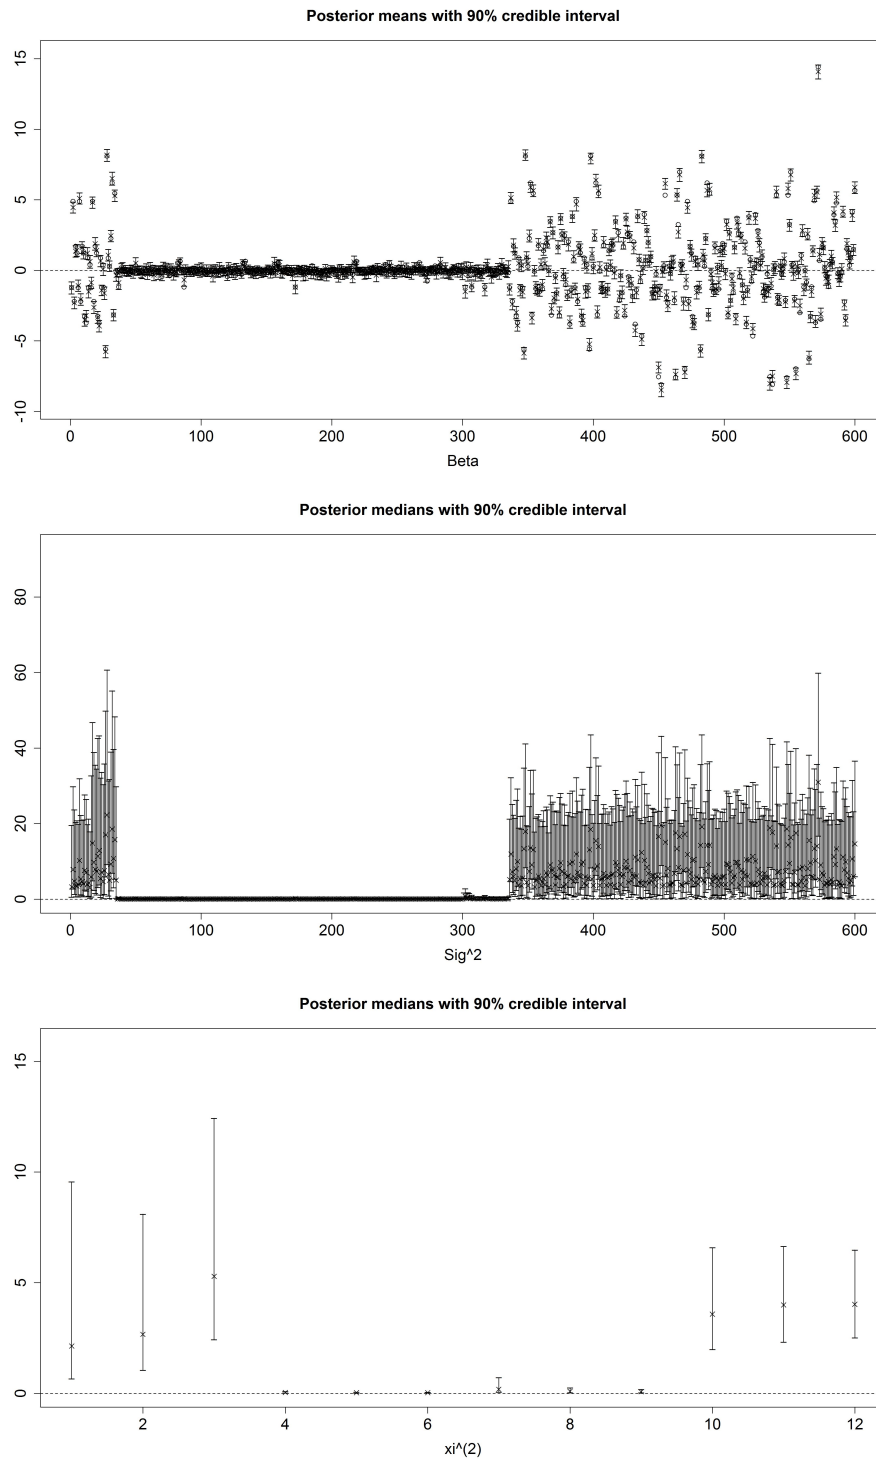 Posterior means with 90% credible interval
15
10
5
0
-5
-10
0 100 200 300 400 500 600
Beta
Posterior medians with 90% credible interval
80
60
40
20
0
0 100 200 300 400 500 600
Sig^2
Posterior medians with 90% credible interval
15
10
5
0
2 4 6 8 10 12
xi^(2)